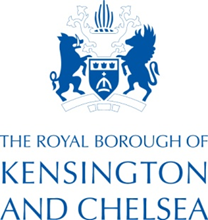 THE ROYAL BOROUGH OF
KENSINGTON
AND CHELSEA